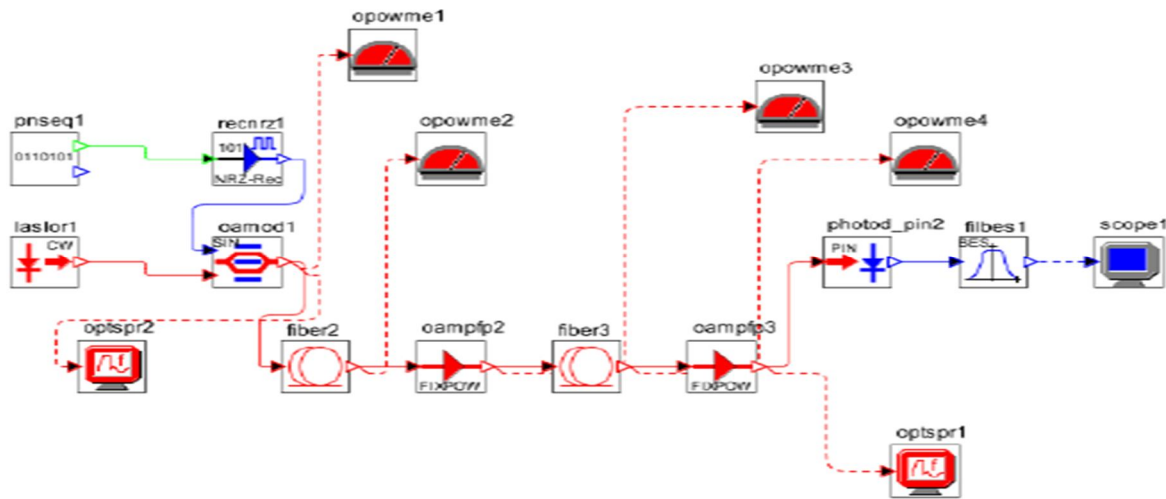 opowme1
opowme3
pnseq1
recnrz1
opowme2
opowme4
0110101
101
NRZ-Rec
laslor1
oamod1
photod_pin2
filbes1
scope1
CW
SIN
PIN
BES
optspr2
fiber2
oampfp2
fiber3
oampfp3
FIXPOW
FIXPOW
optspr1